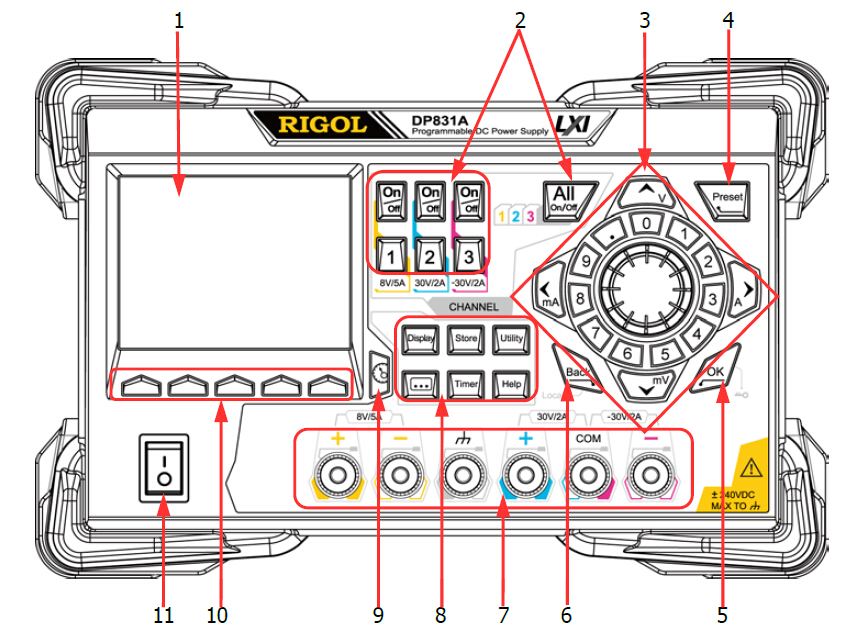 1
2
3
4
RIGOL
DP831A
Programmable DC Power Supply
LXI
On
Off
On
Off
On
Off
All
On/Off
1 2 3
V
Preset
1
2
3
8V/5A
30V/2A
-30V/2A
CHANNEL
.
0
1
2
3
4
5
6
7
8
9
mA
A
mV
Display
Store
Utility
...
Timer
Help
Back
Local
OK
8V/5A
30V/2A
-30V/2A
+
−
+
COM
−
± 240VDC
MAX TO
11
10
9
8
7
6
5